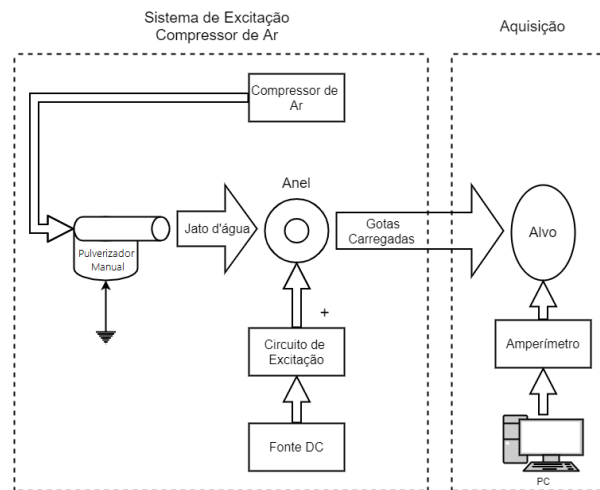 Sistema de Excitação
Compressor de Ar
Aquisição
Compressor de
Ar
Anel
Pulverizador
Manual
Jato d'água
Gotas
Carregadas
Alvo
+
Circuito de
Excitação
Amperímetro
Fonte DC
PC